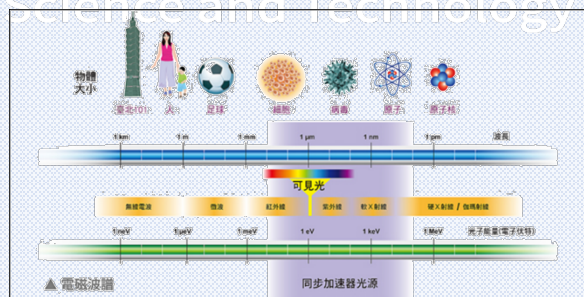 Science and Technology
物體
大小
臺北101
人
足球
細胞
病毒
原子
原子核
1 km
1 m
1 mm
1 μm
1 nm
1 pm
波長
可見光
無線電波
微波
紅外線
紫外線
軟X射線
硬X射線 / 伽瑪射線
1 neV
1 μeV
1 meV
1 eV
1 keV
1 MeV
光子能量(電子伏特)
▲ 電磁波譜
同步加速器光源